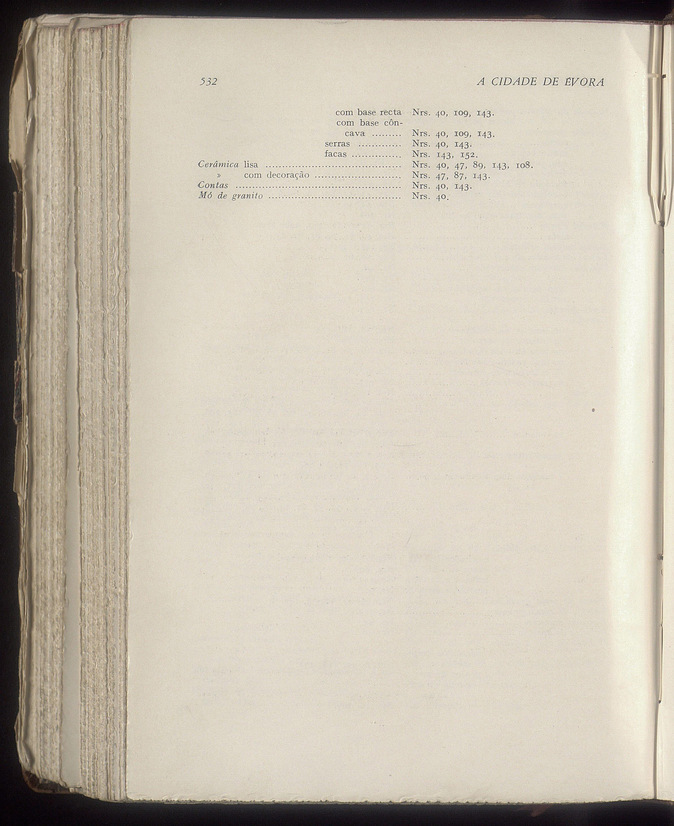 532 A CIDADE DE ÉVORA
com base recta Nrs. 40, 109, 143.
com base côn-
cava ......... Nrs. 40, 109, 143.
serras ............. Nrs. 40, 143.
facas ............... Nrs. 143, 152.
Cerâmica lisa ......................................... Nrs. 40, 47, 89, 143, 108.
» com decoração .......................... Nrs. 47, 87, 143.
Contas .................................................. Nrs. 40, 143.
Mó de granito ........................................ Nrs. 40.